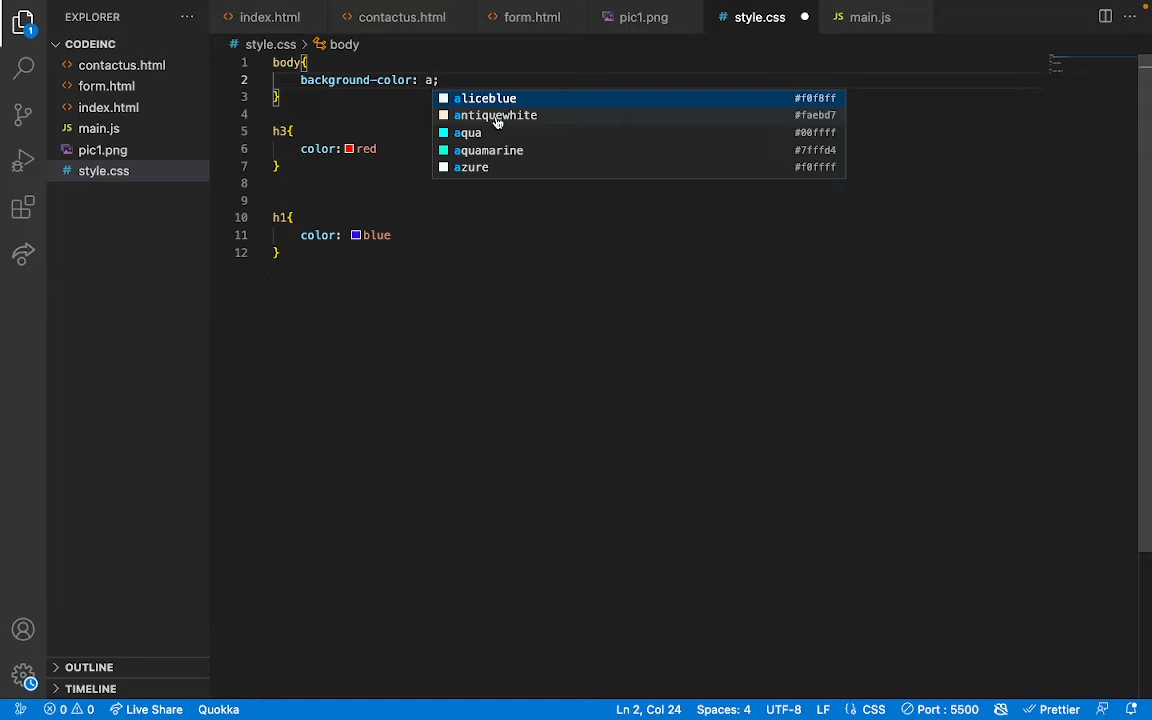 EXPLORER ···
index.html contactus.html form.html pic1.png # style.css JS main.js ···
CODEINC
contactus.html
form.html
index.html
JS main.js
pic1.png
# style.css
1
# style.css > body
1 body{
2 background-color: a;
3 }
aliceblue #f0f8ff
antiquewhite #faebd7
aqua #00ffff
aquamarine #7fffd4
azure #f0ffff
4
5 h3{
6 color: red
7 }
8
9
10 h1{
11 color: blue
12 }
OUTLINE
TIMELINE
0 0 Live Share Quokka Ln 2, Col 24 Spaces: 4 UTF-8 LF {} CSS Port : 5500 Prettier